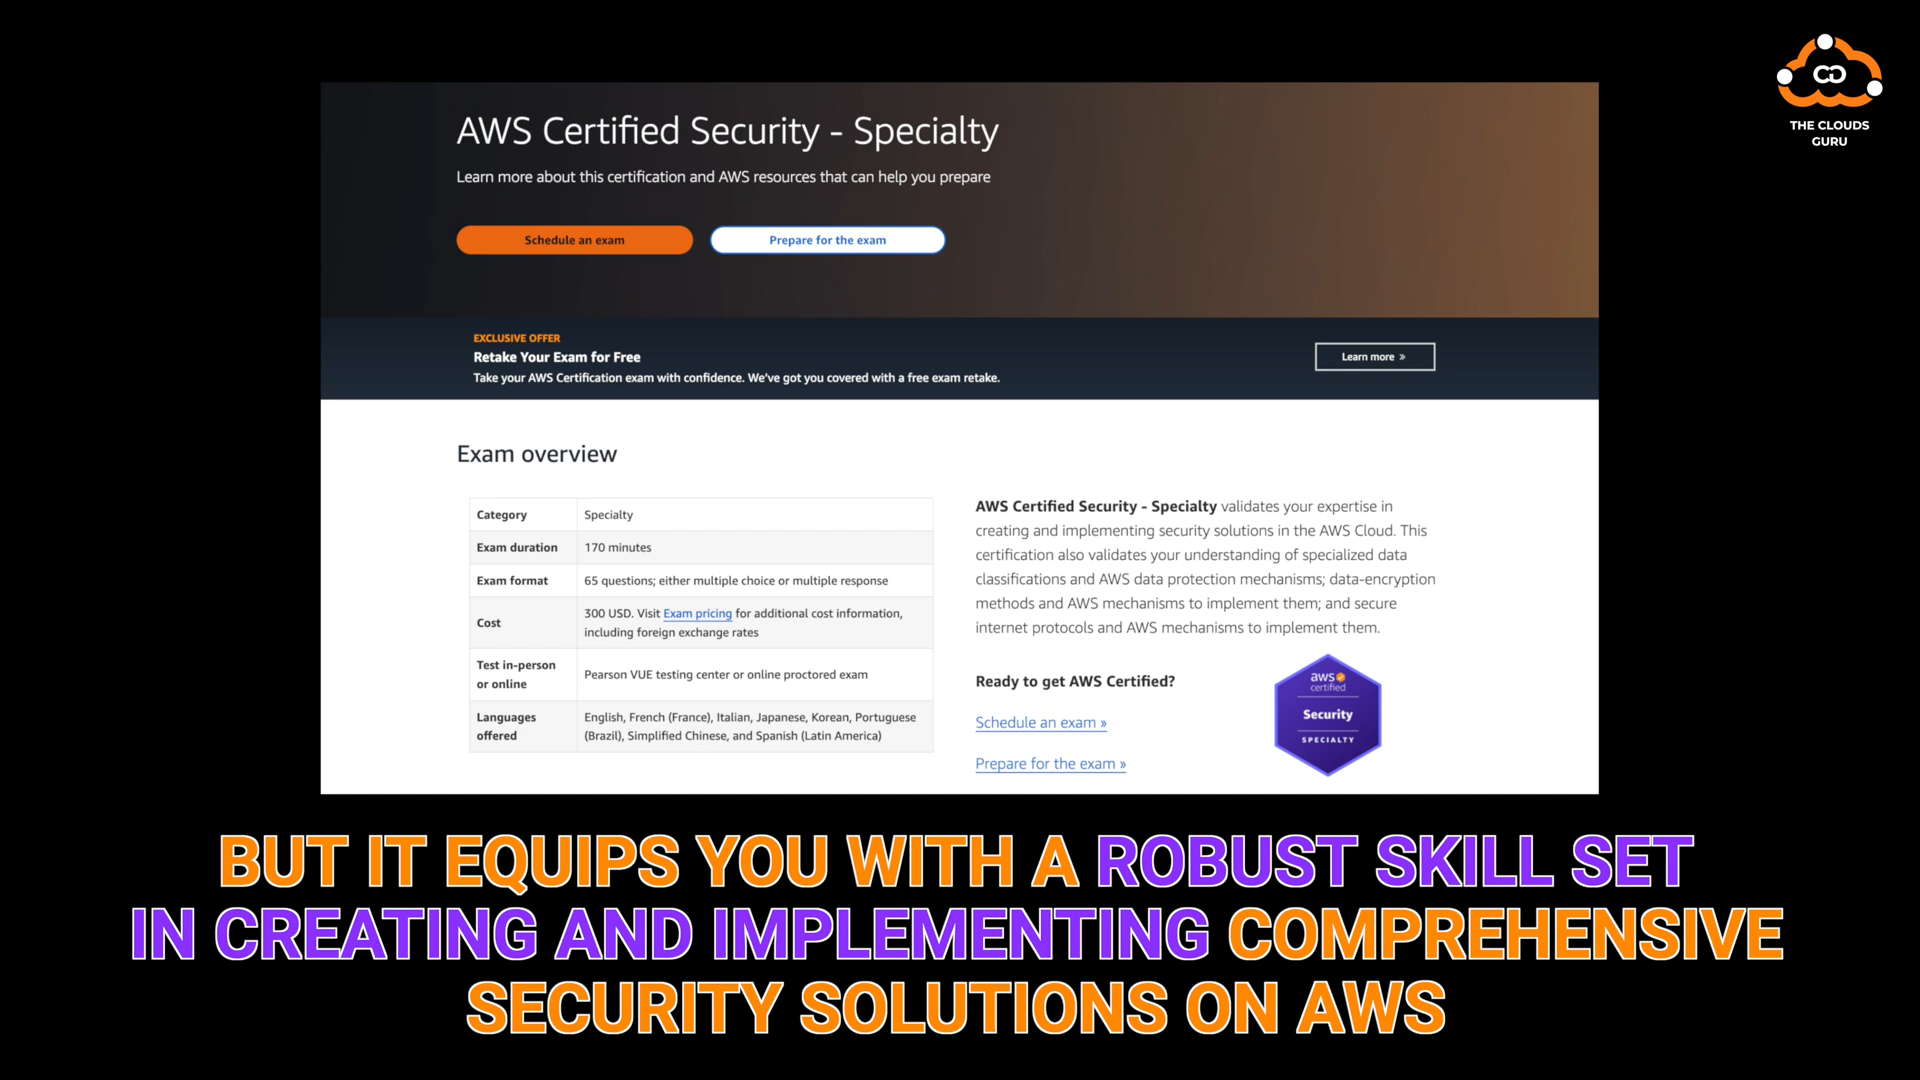 THE CLOUDS
GURU
AWS Certified Security - Specialty
Learn more about this certification and AWS resources that can help you prepare
Schedule an exam
Prepare for the exam
EXCLUSIVE OFFER
Retake Your Exam for Free
Take your AWS Certification exam with confidence. We've got you covered with a free exam retake.
Learn more »
Exam overview
Category
Specialty
Exam duration
170 minutes
Exam format
65 questions; either multiple choice or multiple response
Cost
300 USD. Visit Exam pricing for additional cost information,
including foreign exchange rates
Test in-person
or online
Pearson VUE testing center or online proctored exam
Languages
offered
English, French (France), Italian, Japanese, Korean, Portuguese
(Brazil), Simplified Chinese, and Spanish (Latin America)
AWS Certified Security - Specialty validates your expertise in
creating and implementing security solutions in the AWS Cloud. This
certification also validates your understanding of specialized data
classifications and AWS data protection mechanisms; data-encryption
methods and AWS mechanisms to implement them; and secure
internet protocols and AWS mechanisms to implement them.
Ready to get AWS Certified?
Schedule an exam »
Prepare for the exam »
aws
certified
Security
SPECIALTY
BUT IT EQUIPS YOU WITH A ROBUST SKILL SET
IN CREATING AND IMPLEMENTING COMPREHENSIVE
SECURITY SOLUTIONS ON AWS